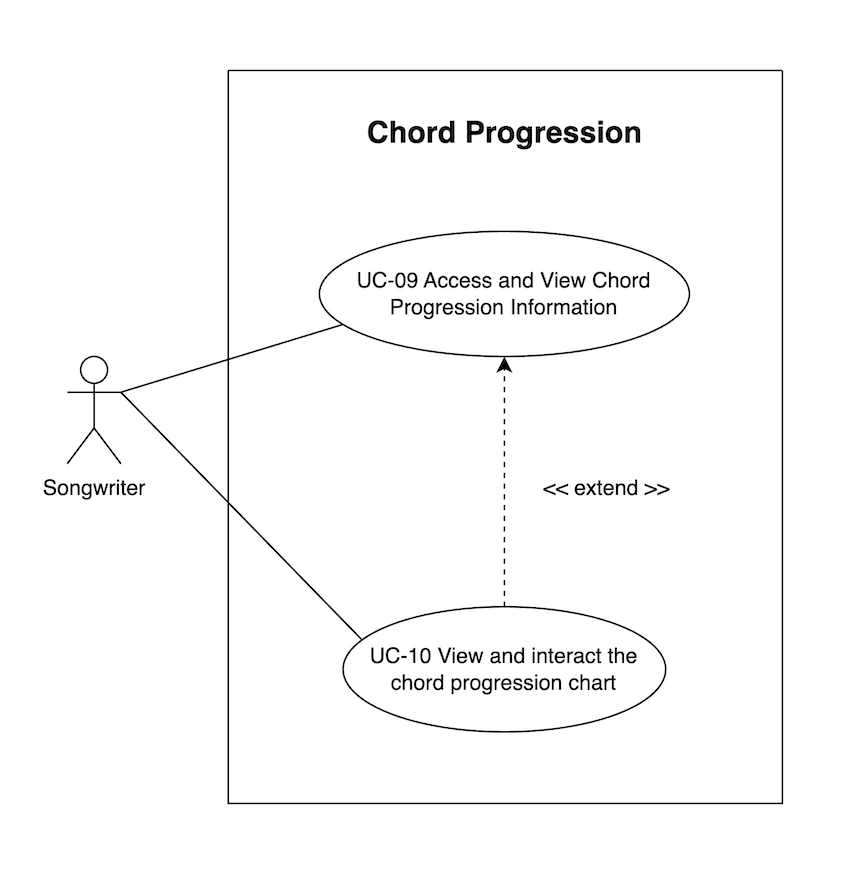 Chord Progression
UC-09 Access and View Chord
Progression Information
Songwriter
<< extend >>
UC-10 View and interact the
chord progression chart